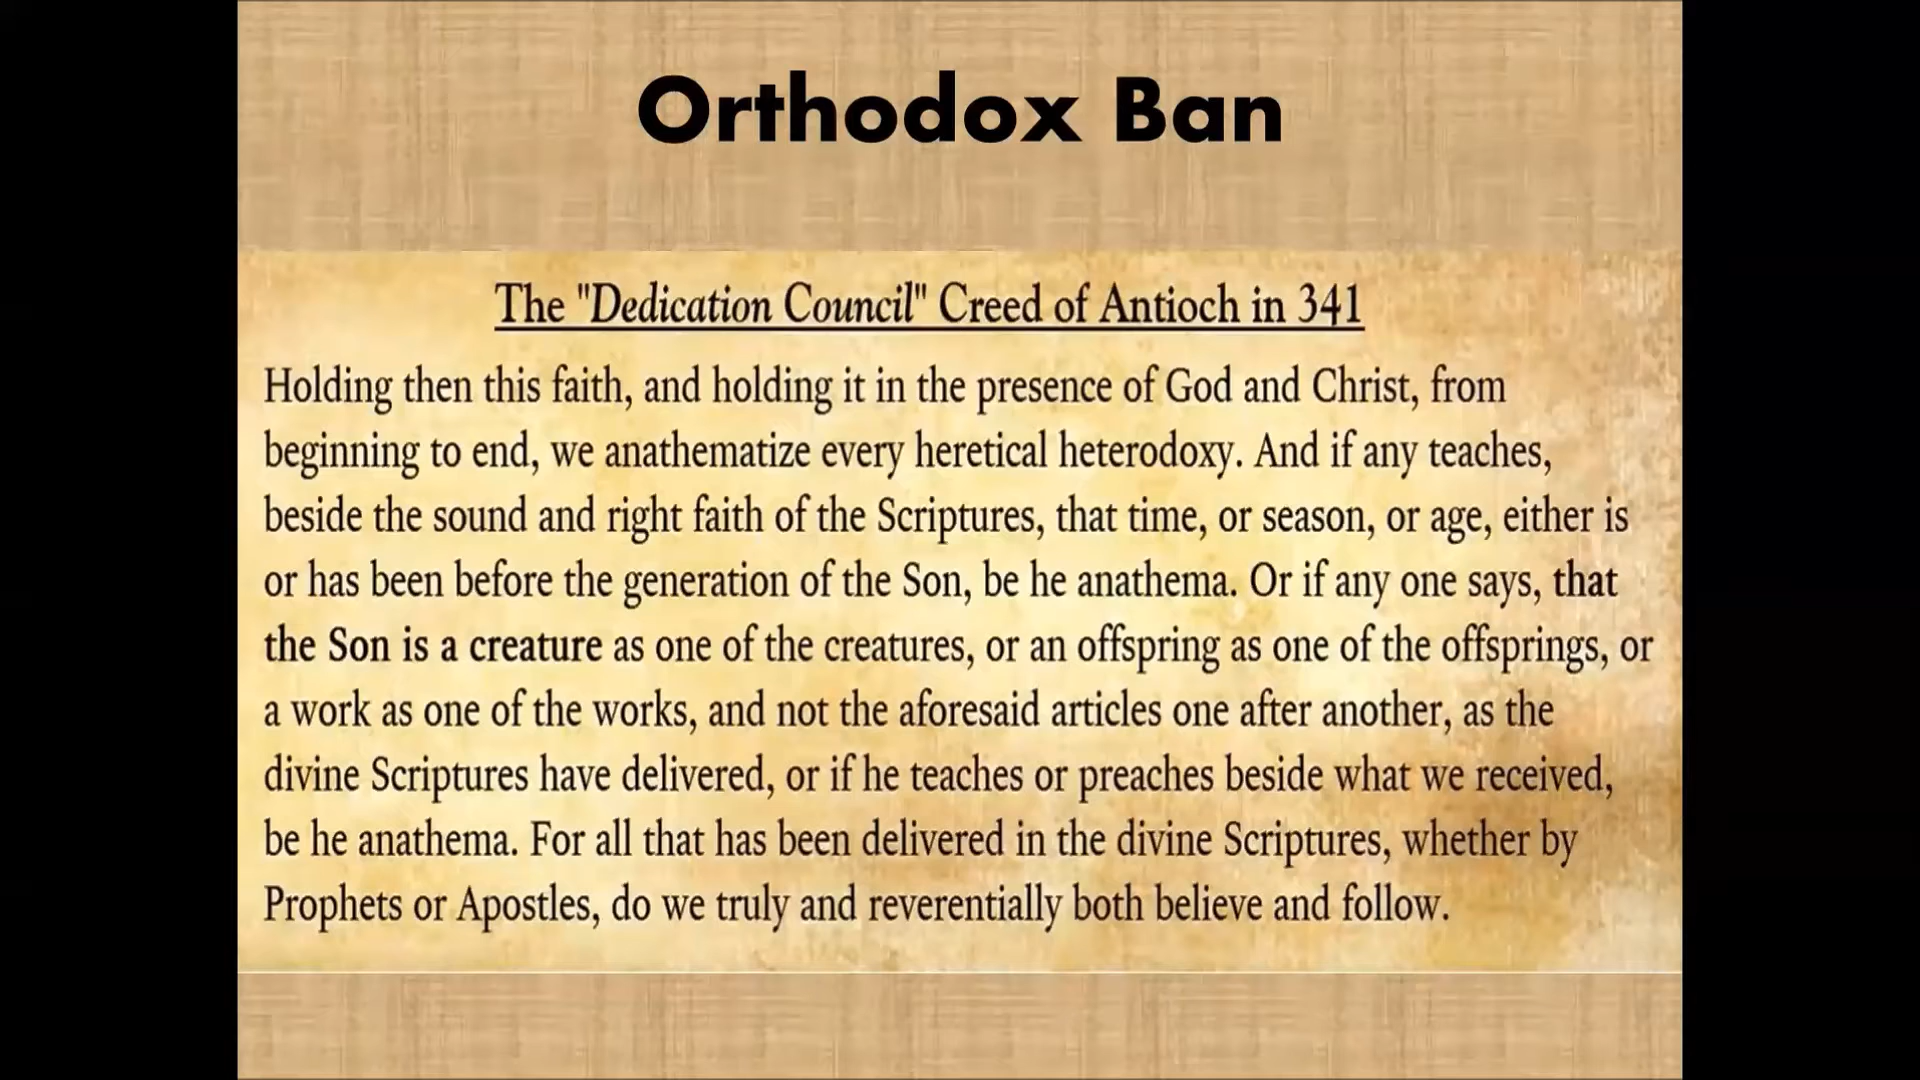 Orthodox Ban
The "Dedication Council" Creed of Antioch in 341
Holding then this faith, and holding it in the presence of God and Christ, from
beginning to end, we anathematize every heretical heterodoxy. And if any teaches,
beside the sound and right faith of the Scriptures, that time, or season, or age, either is
or has been before the generation of the Son, be he anathema. Or if any one says, that
the Son is a creature as one of the creatures, or an offspring as one of the offsprings, or
a work as one of the works, and not the aforesaid articles one after another, as the
divine Scriptures have delivered, or if he teaches or preaches beside what we received,
be he anathema. For all that has been delivered in the divine Scriptures, whether by
Prophets or Apostles, do we truly and reverentially both believe and follow.